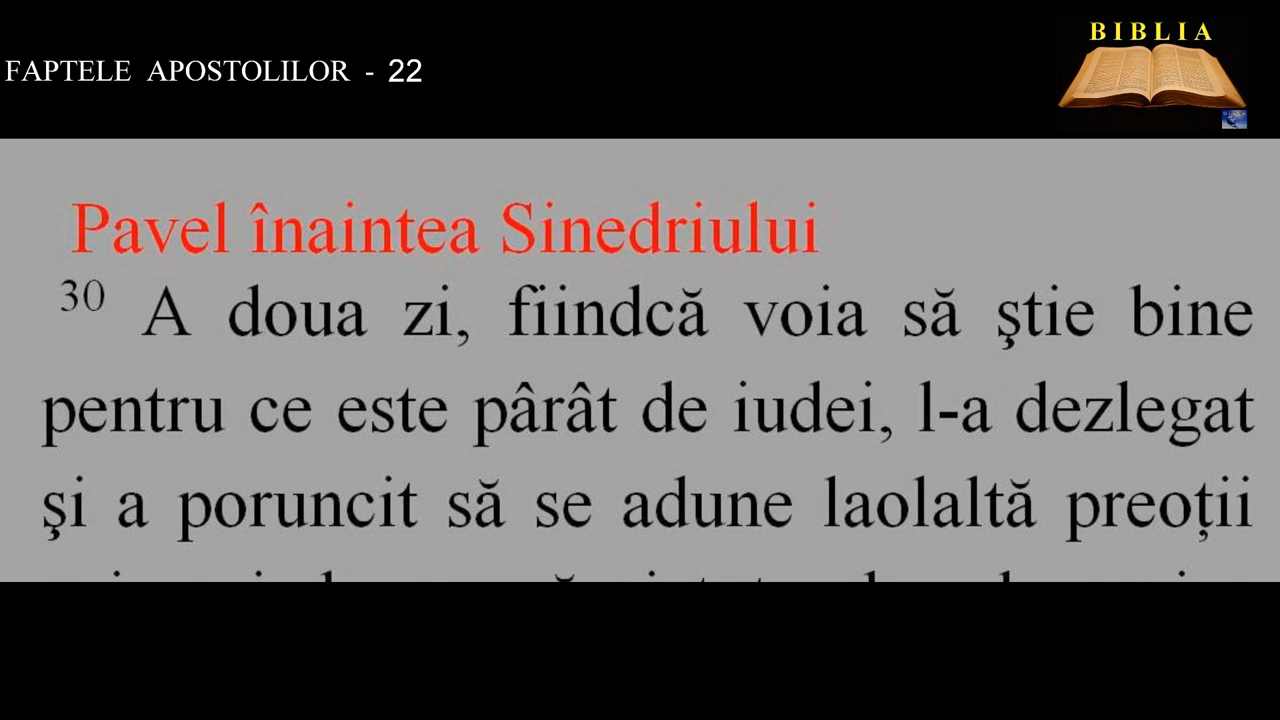 BIBLIA
FAPTELE APOSTOLILOR - 22
Pavel înaintea Sinedriului
30 A doua zi, fiindcă voia să ştie bine
pentru ce este pârât de iudei, l-a dezlegat
şi a poruncit să se adune laolaltă preoţii